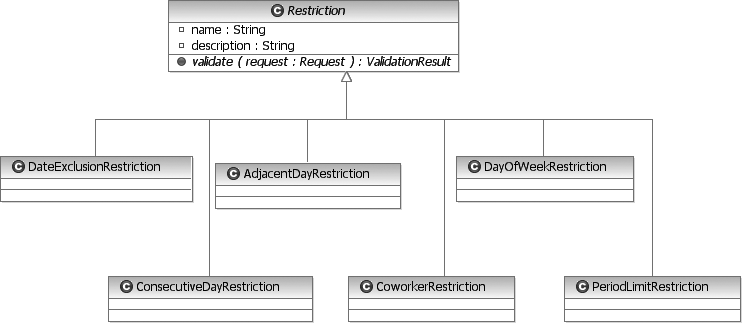 Restriction
name : String
description : String
validate ( request : Request ) : ValidationResult
DateExclusionRestriction
AdjacentDayRestriction
DayOfWeekRestriction
ConsecutiveDayRestriction
CoworkerRestriction
PeriodLimitRestriction